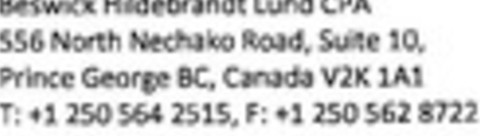 Beswick Hildebrandt Lund CPA
556 North Nechako Road, Suite 10,
Prince George BC, Canada V2K 1A1
T: +1 250 564 2515, F: +1 250 562 8722